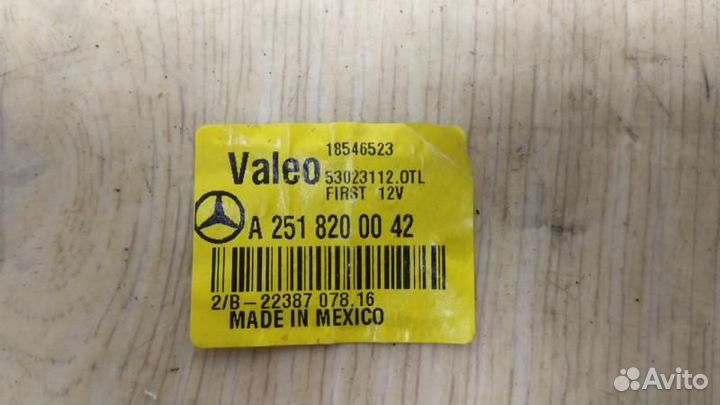 18546523
Valeo 53023112.OTL
FIRST 12V
A 251 820 00 42
2/B-22387 078.16
MADE IN MEXICO
Avito